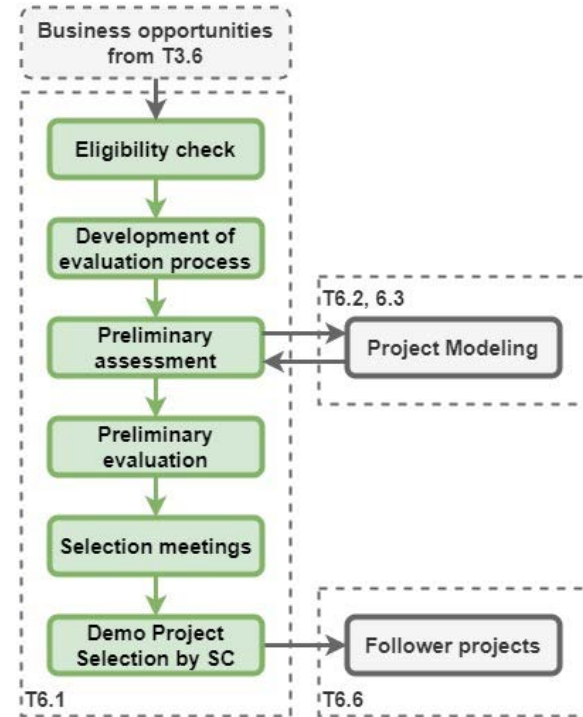 Business opportunities
from T3.6
Eligibility check
Development of
evaluation process
T6.2, 6.3
Preliminary
assessment
Project Modeling
Preliminary
evaluation
Selection meetings
Demo Project
Selection by SC
Follower projects
T6.1
T6.6